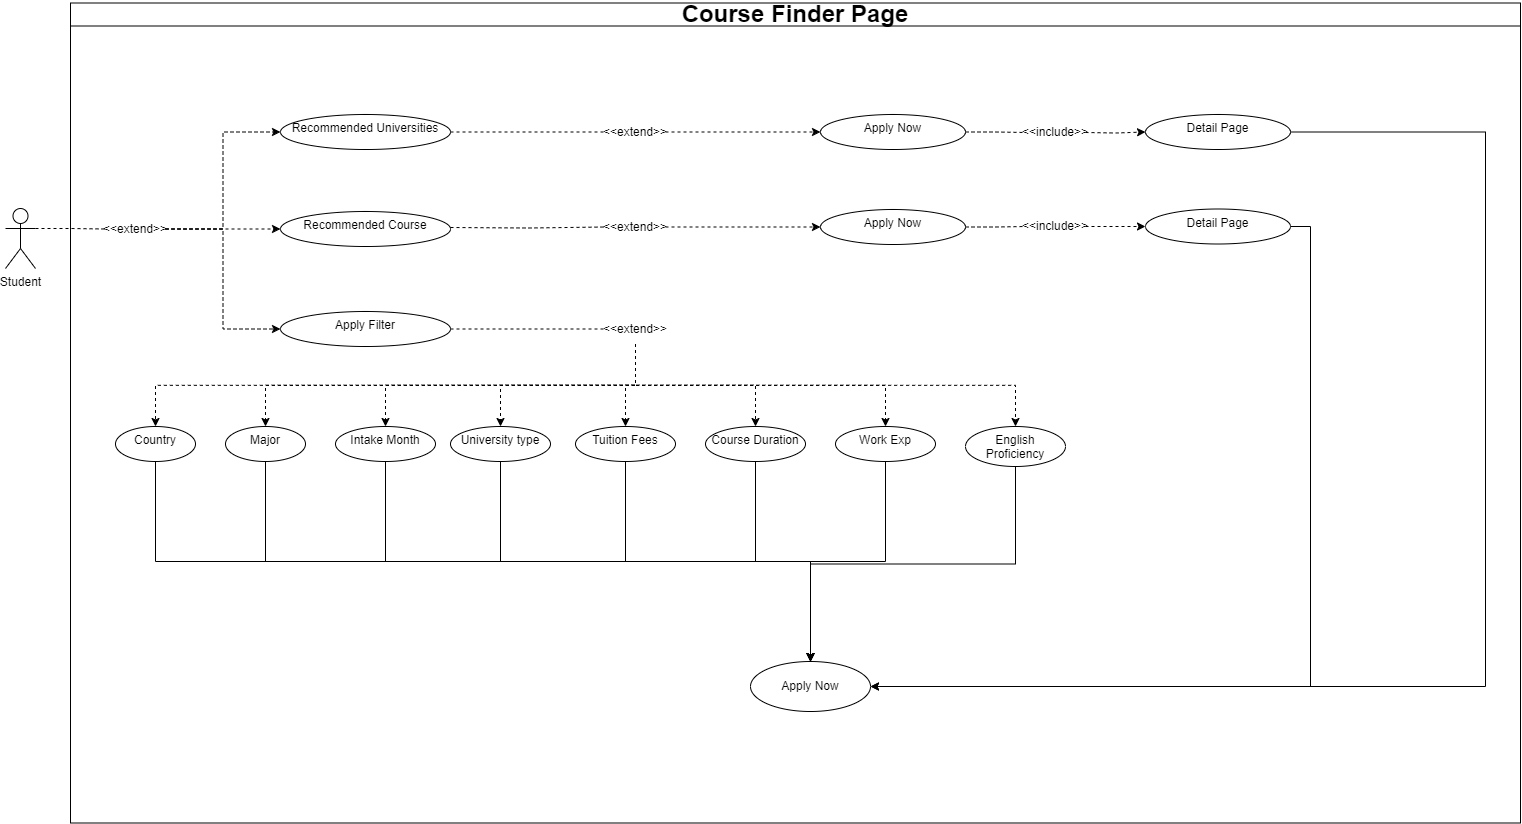 Course Finder Page
Recommended Universities
<<extend>>
Apply Now
<<include>>
Detail Page
Student
<<extend>>
Recommended Course
<<extend>>
Apply Now
<<include>>
Detail Page
Apply Filter
<<extend>>
Country
Major
Intake Month
University type
Tuition Fees
Course Duration
Work Exp
English
Proficiency
Apply Now